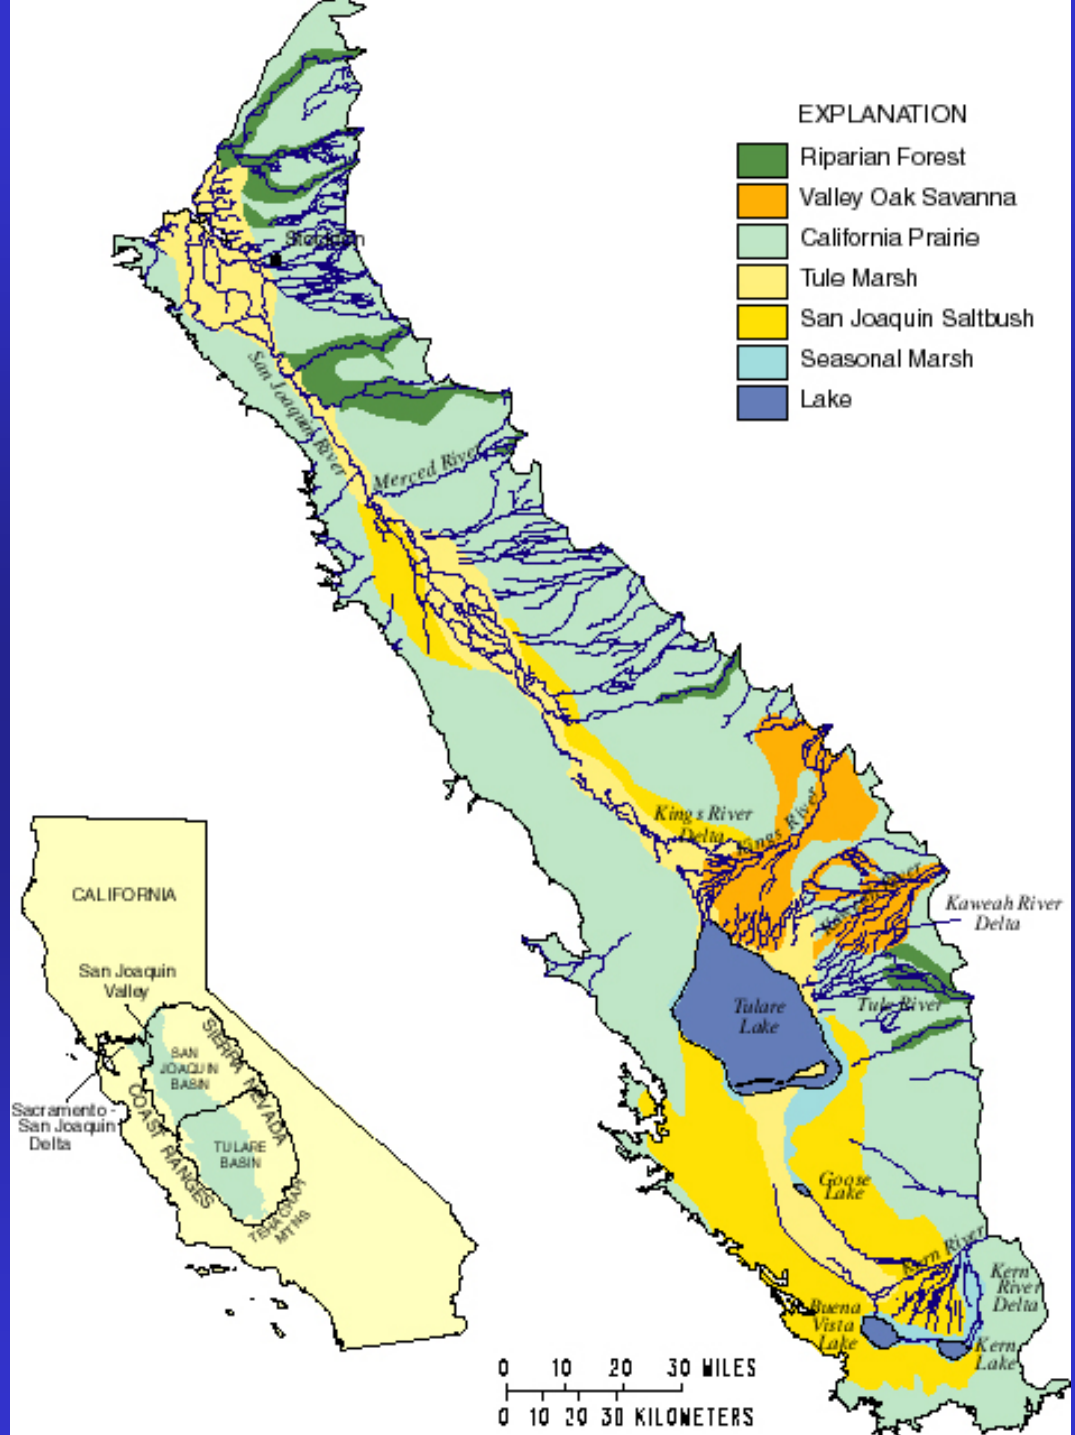 EXPLANATION
Riparian Forest
Valley Oak Savanna
California Prairie
Tule Marsh
San Joaquin Saltbush
Seasonal Marsh
Lake
Stockton
San Joaquin River
Merced River
Kings River
Delta
Kings River
Kaweah River
Kaweah River
Delta
Tulare
Lake
Tule River
Goose
Lake
Kern River
Kern
River
Delta
Buena
Vista
Lake
Kern
Lake
CALIFORNIA
San Joaquin
Valley
SAN
JOAQUIN
BASIN
SIERRA NEVADA
Sacramento -
San Joaquin
Delta
COAST RANGES
TULARE
BASIN
TEHACHAPI
MTNS
0 10 20 30 MILES
0 10 20 30 KILOMETERS